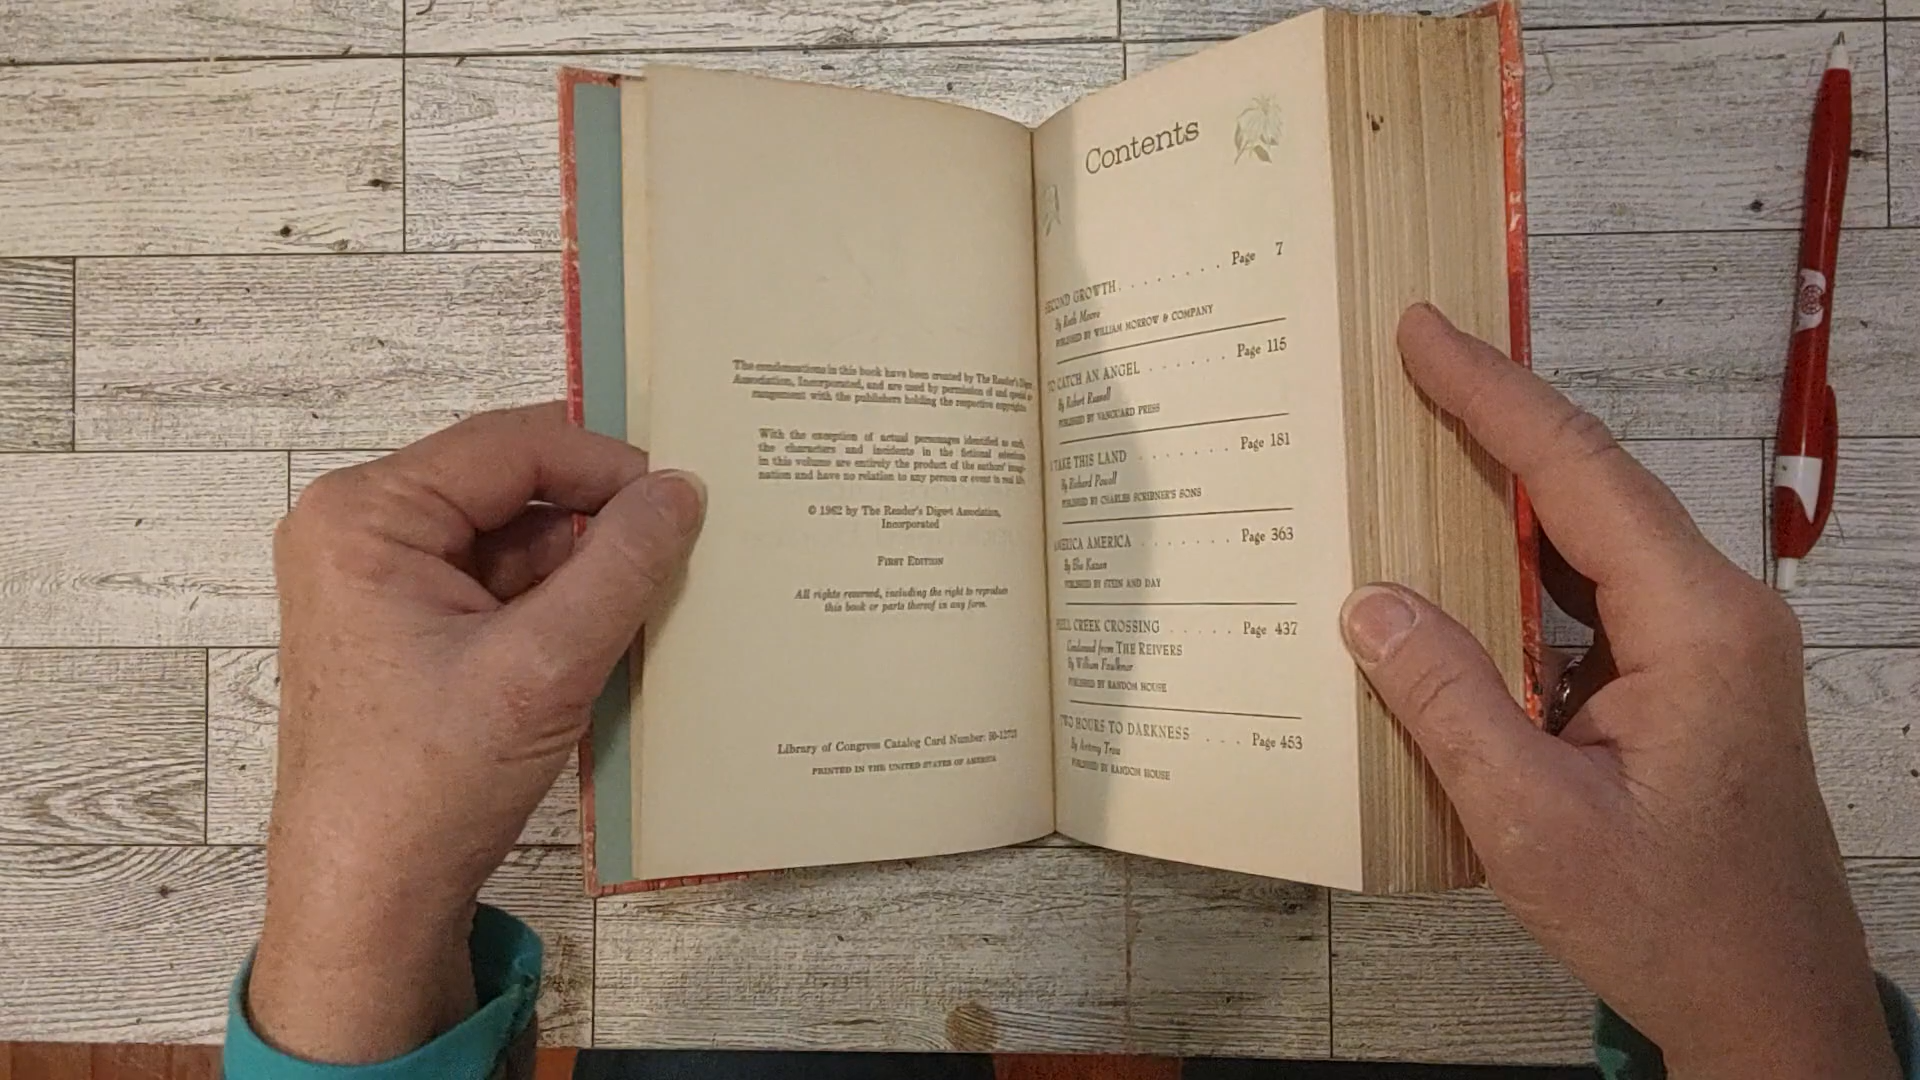 The condensations in this book have been created by The Reader's Digest
Association, Incorporated, and are used by permission of and special ar-
rangement with the publishers holding the respective copyrights.
With the exception of actual personages identified as such,
the characters and incidents in the fictional selections
in this volume are entirely the product of the authors' imagi-
nation and have no relation to any person or event in real life.
© 1962 by The Reader's Digest Association,
Incorporated
FIRST EDITION
All rights reserved, including the right to reproduce
this book or parts thereof in any form.
Library of Congress Catalog Card Number:
PRINTED IN THE UNITED STATES OF AMERICA
Contents
SECOND GROWTH . . . . . . . . Page 7
By Ruth Moore
PUBLISHED BY WILLIAM MORROW & COMPANY
TO CATCH AN ANGEL . . . . . . Page 115
By Robert Russell
PUBLISHED BY VANGUARD PRESS
I TAKE THIS LAND . . . . . . . Page 181
By Richard Powell
PUBLISHED BY CHARLES SCRIBNER'S SONS
AMERICA AMERICA . . . . . . . Page 363
By Elia Kazan
PUBLISHED BY STEIN AND DAY
HELL CREEK CROSSING . . . . . Page 437
Condensed from THE REIVERS
By William Faulkner
PUBLISHED BY RANDOM HOUSE
TWO HOURS TO DARKNESS . . . Page 453
By Antony Trew
PUBLISHED BY RANDOM HOUSE